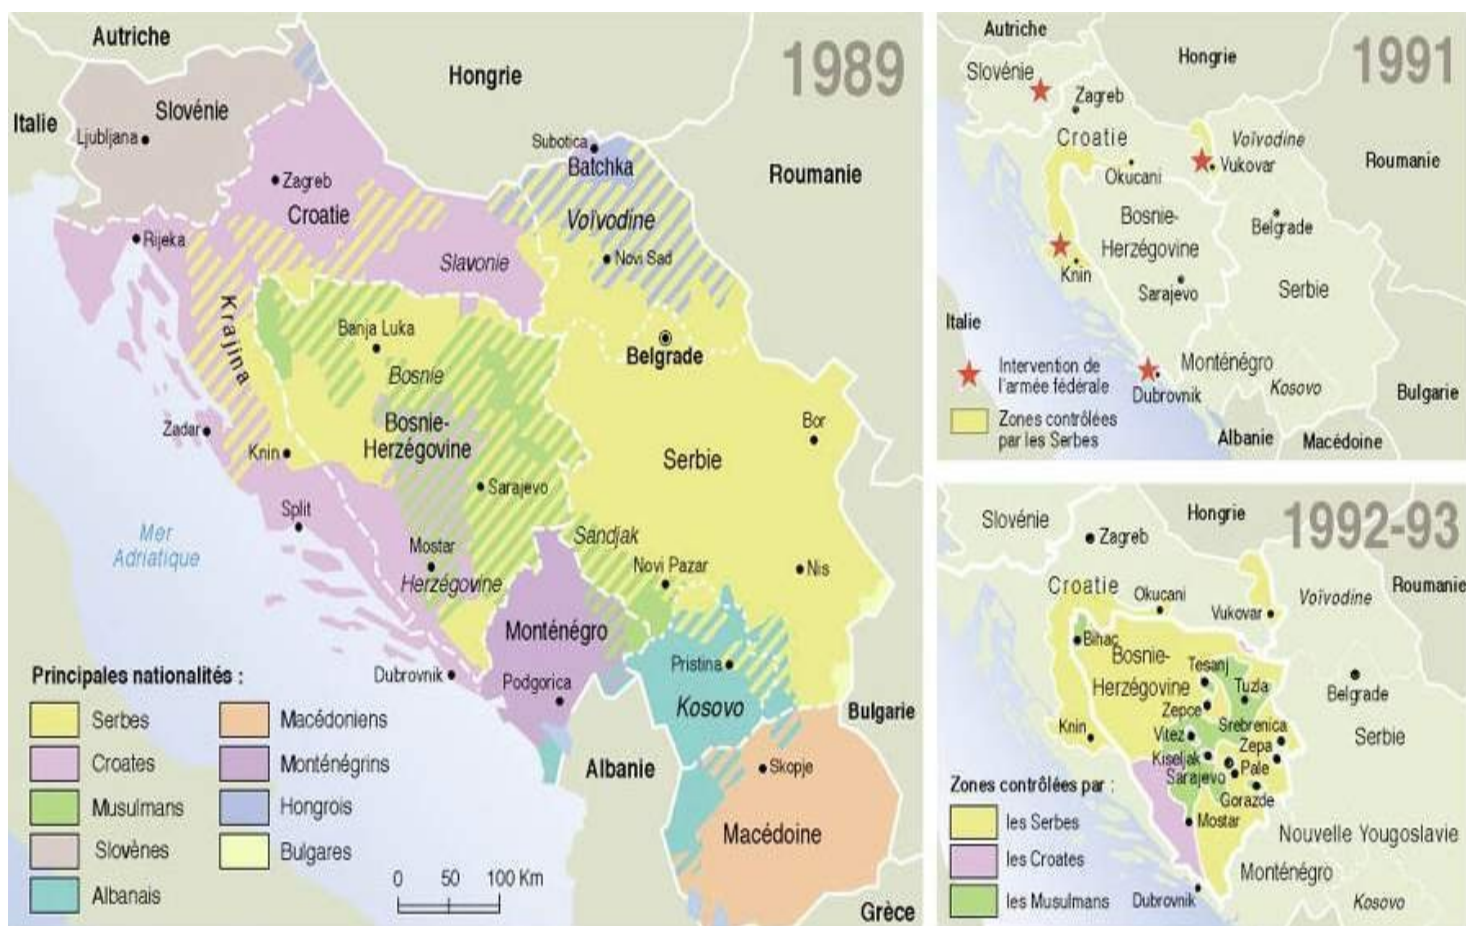 Autriche
1989
Hongrie
Slovénie
Italie
Ljubljana
Subotica
Batchka
Roumanie
Zagreb
Croatie
Voïvodine
Rijeka
Slavonie
Novi Sad
Krajina
Banja Luka
Belgrade
Bosnie
Bosnie-
Herzégovine
Bor
Zadar
Knin
Serbie
Sarajevo
Split
Mer
Adriatique
Sandjak
Mostar
Novi Pazar
Nis
Herzégovine
Monténégro
Pristina
Dubrovnik
Podgorica
Kosovo
Bulgarie
Albanie
Skopje
Macédoine
Grèce
Principales nationalités :
Serbes
Croates
Musulmans
Slovènes
Albanais
Macédoniens
Monténégrins
Hongrois
Bulgares
0 50 100 Km
Autriche
1991
Hongrie
Slovénie
Zagreb
Croatie
Voïvodine
Roumanie
Okucani
Vukovar
Bosnie-
Herzégovine
Belgrade
Knin
Sarajevo
Serbie
Italie
Monténégro
Kosovo
Bulgarie
Dubrovnik
Albanie
Macédoine
Intervention de
l'armée fédérale
Zones contrôlées
par les Serbes
1992-93
Slovénie
Hongrie
Zagreb
Croatie
Okucani
Vukovar
Voïvodine
Roumanie
Bihac
Bosnie-
Herzégovine
Tesanj
Tuzla
Belgrade
Zepce
Knin
Vitez
Srebrenica
Zepa
Serbie
Kiseljak
Sarajevo
Pale
Gorazde
Mostar
Nouvelle Yougoslavie
Monténégro
Dubrovnik
Kosovo
Zones contrôlées par :
les Serbes
les Croates
les Musulmans